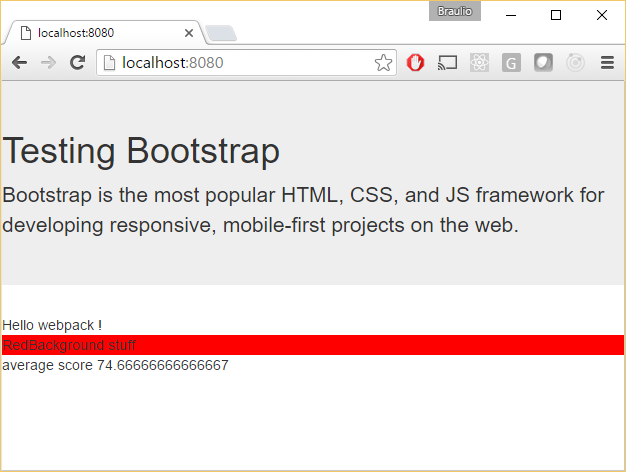 Braulio
localhost:8080
localhost:8080
G
Testing Bootstrap
Bootstrap is the most popular HTML, CSS, and JS framework for
developing responsive, mobile-first projects on the web.
Hello webpack !
RedBackground stuff
average score 74.66666666666667